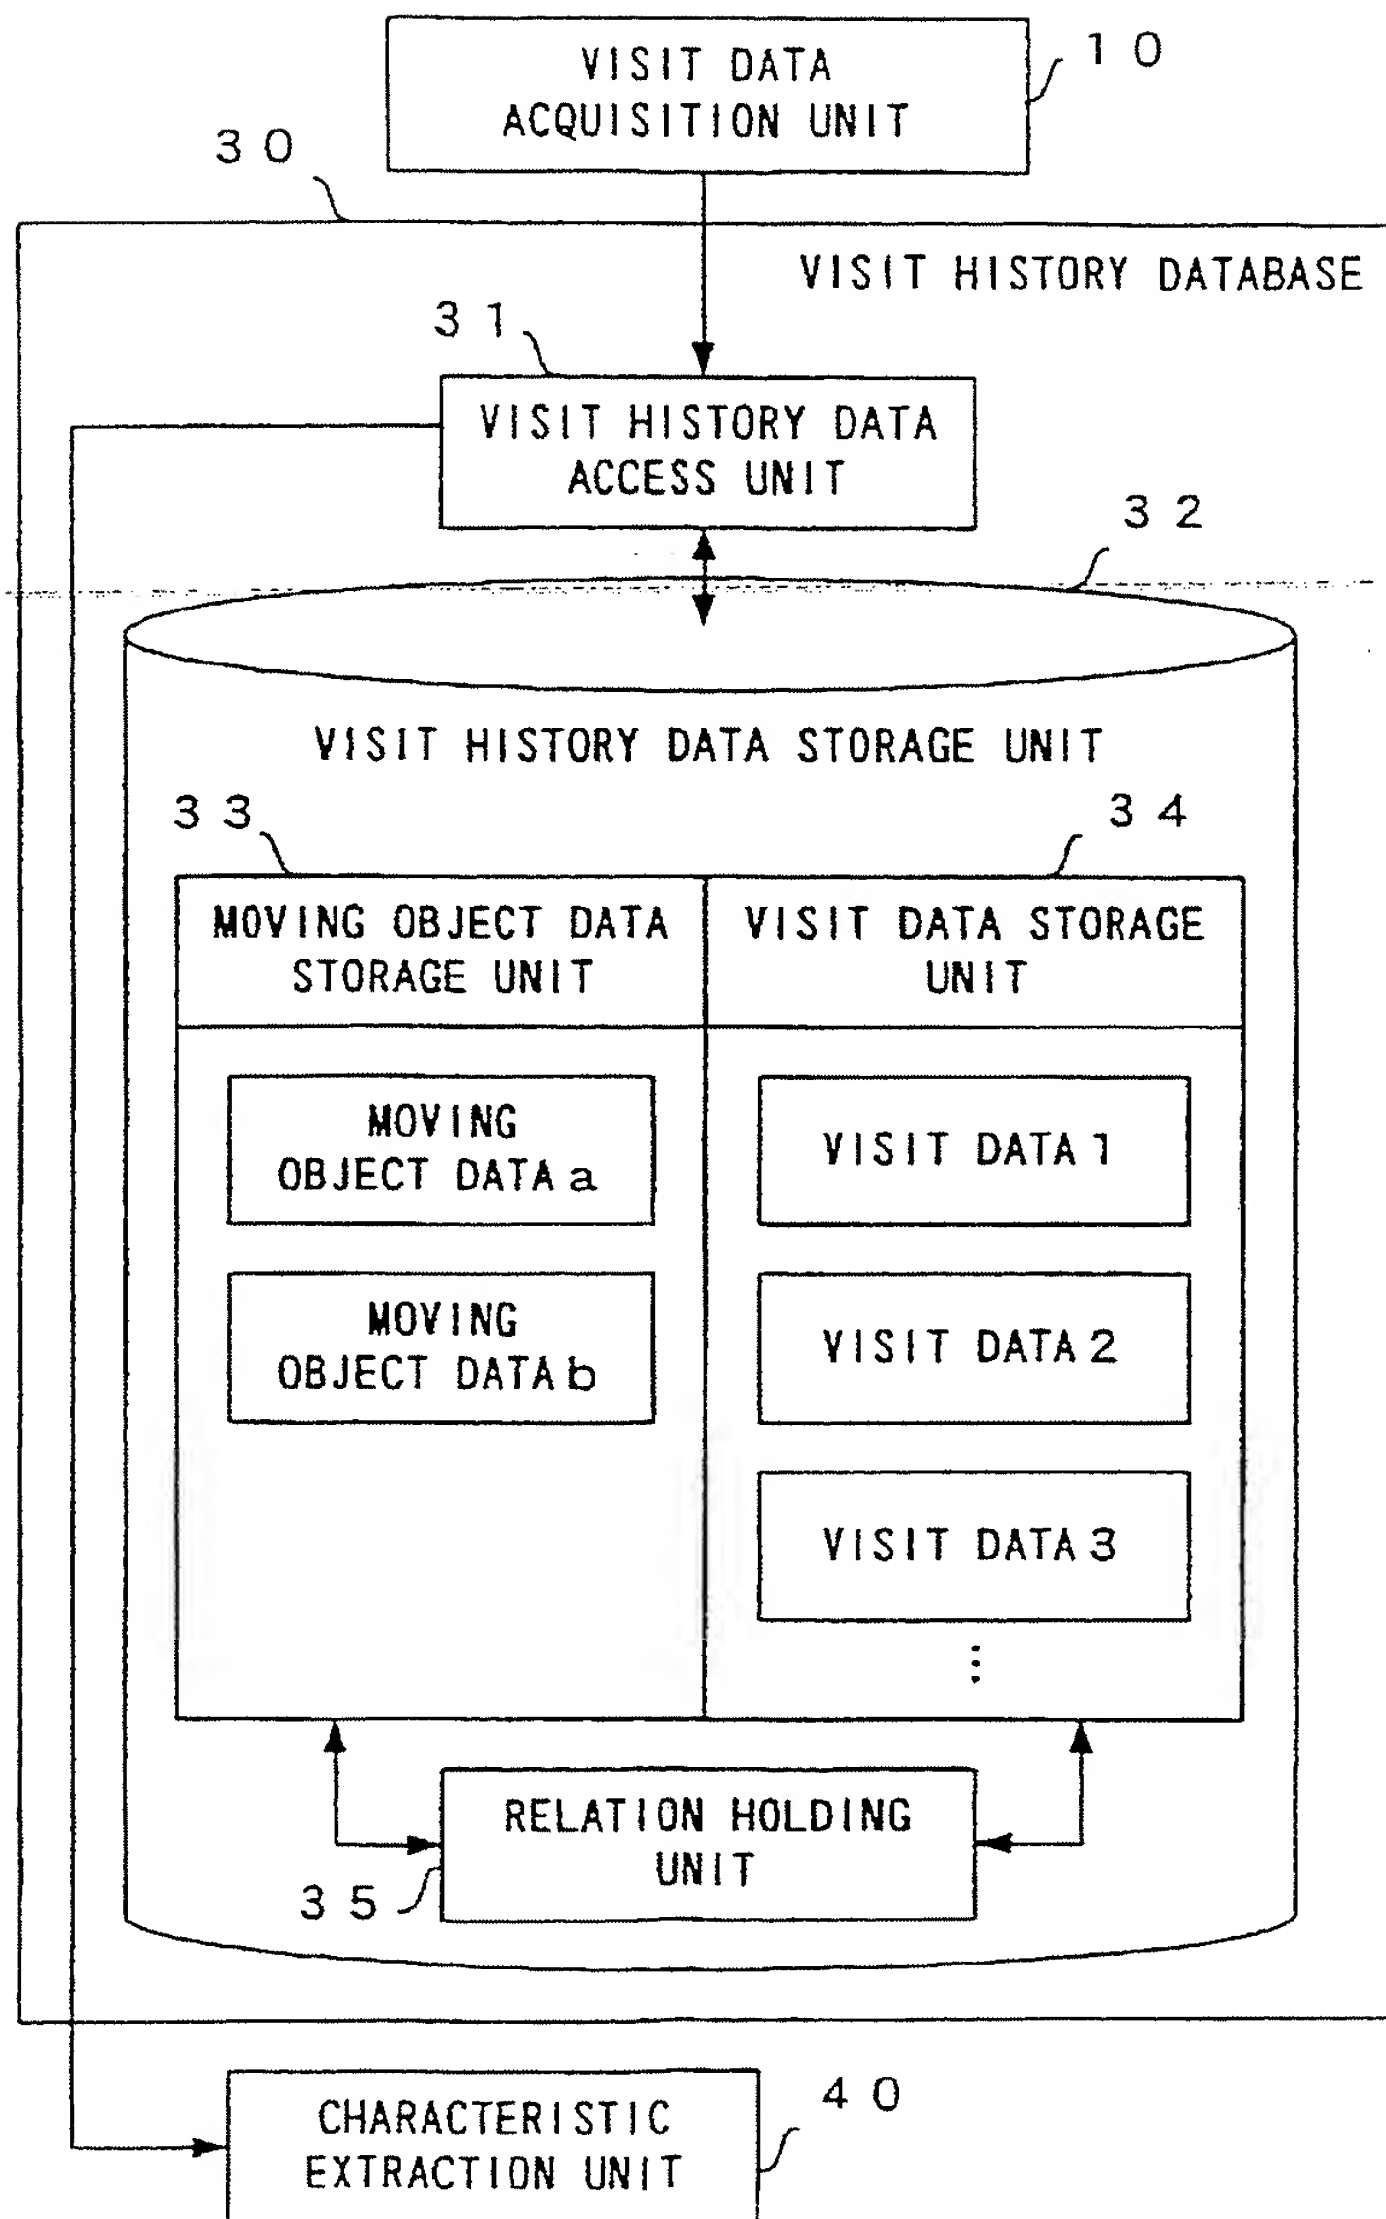 VISIT DATA
ACQUISITION UNIT
10
30
VISIT HISTORY DATABASE
31
VISIT HISTORY DATA
ACCESS UNIT
32
VISIT HISTORY DATA STORAGE UNIT
33
34
MOVING OBJECT DATA
STORAGE UNIT
VISIT DATA STORAGE
UNIT
MOVING
OBJECT DATA a
VISIT DATA 1
MOVING
OBJECT DATA b
VISIT DATA 2
VISIT DATA 3
⋮
RELATION HOLDING
UNIT
35
CHARACTERISTIC
EXTRACTION UNIT
40